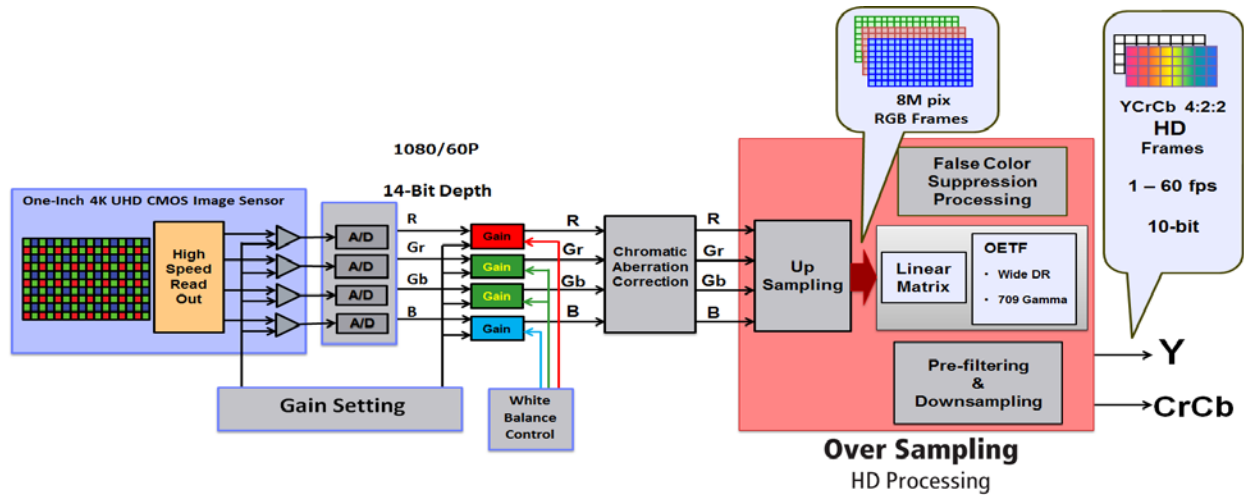 8M pix
RGB Frames
YCrCb 4:2:2
HD
Frames
1 – 60 fps
10-bit
1080/60P
14-Bit Depth
One-Inch 4K UHD CMOS Image Sensor
High
Speed
Read
Out
A/D
A/D
A/D
A/D
R
Gr
Gb
B
Gain
Gain
Gain
Gain
R
Gr
Gb
B
Chromatic
Aberration
Correction
R
Gr
Gb
B
Up
Sampling
False Color
Suppression
Processing
Linear
Matrix
OETF
• Wide DR
• 709 Gamma
Pre-filtering
&
Downsampling
Y
CrCb
Gain Setting
White
Balance
Control
Over Sampling
HD Processing